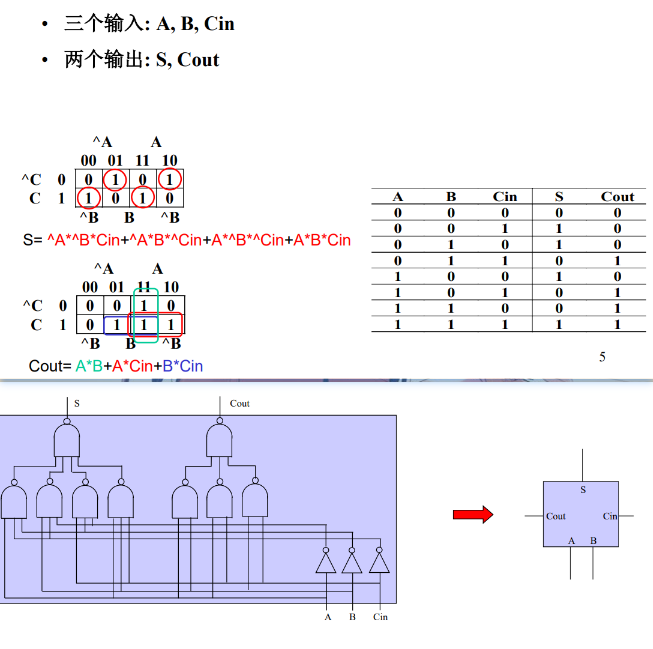 • 三个输入: A, B, Cin
• 两个输出: S, Cout
^A A
00 01 11 10
^C 0 0 1 0 1
C 1 1 0 1 0
^B B ^B
S= ^A*^B*Cin+^A*B*^Cin+A*^B*^Cin+A*B*Cin
^A A
00 01 11 10
^C 0 0 0 1 0
C 1 0 1 1 1
^B B ^B
Cout= A*B+A*Cin+B*Cin
A B Cin S Cout
0 0 0 0 0
0 0 1 1 0
0 1 0 1 0
0 1 1 0 1
1 0 0 1 0
1 0 1 0 1
1 1 0 0 1
1 1 1 1 1
5
S Cout
A B Cin
S
Cout Cin
A B